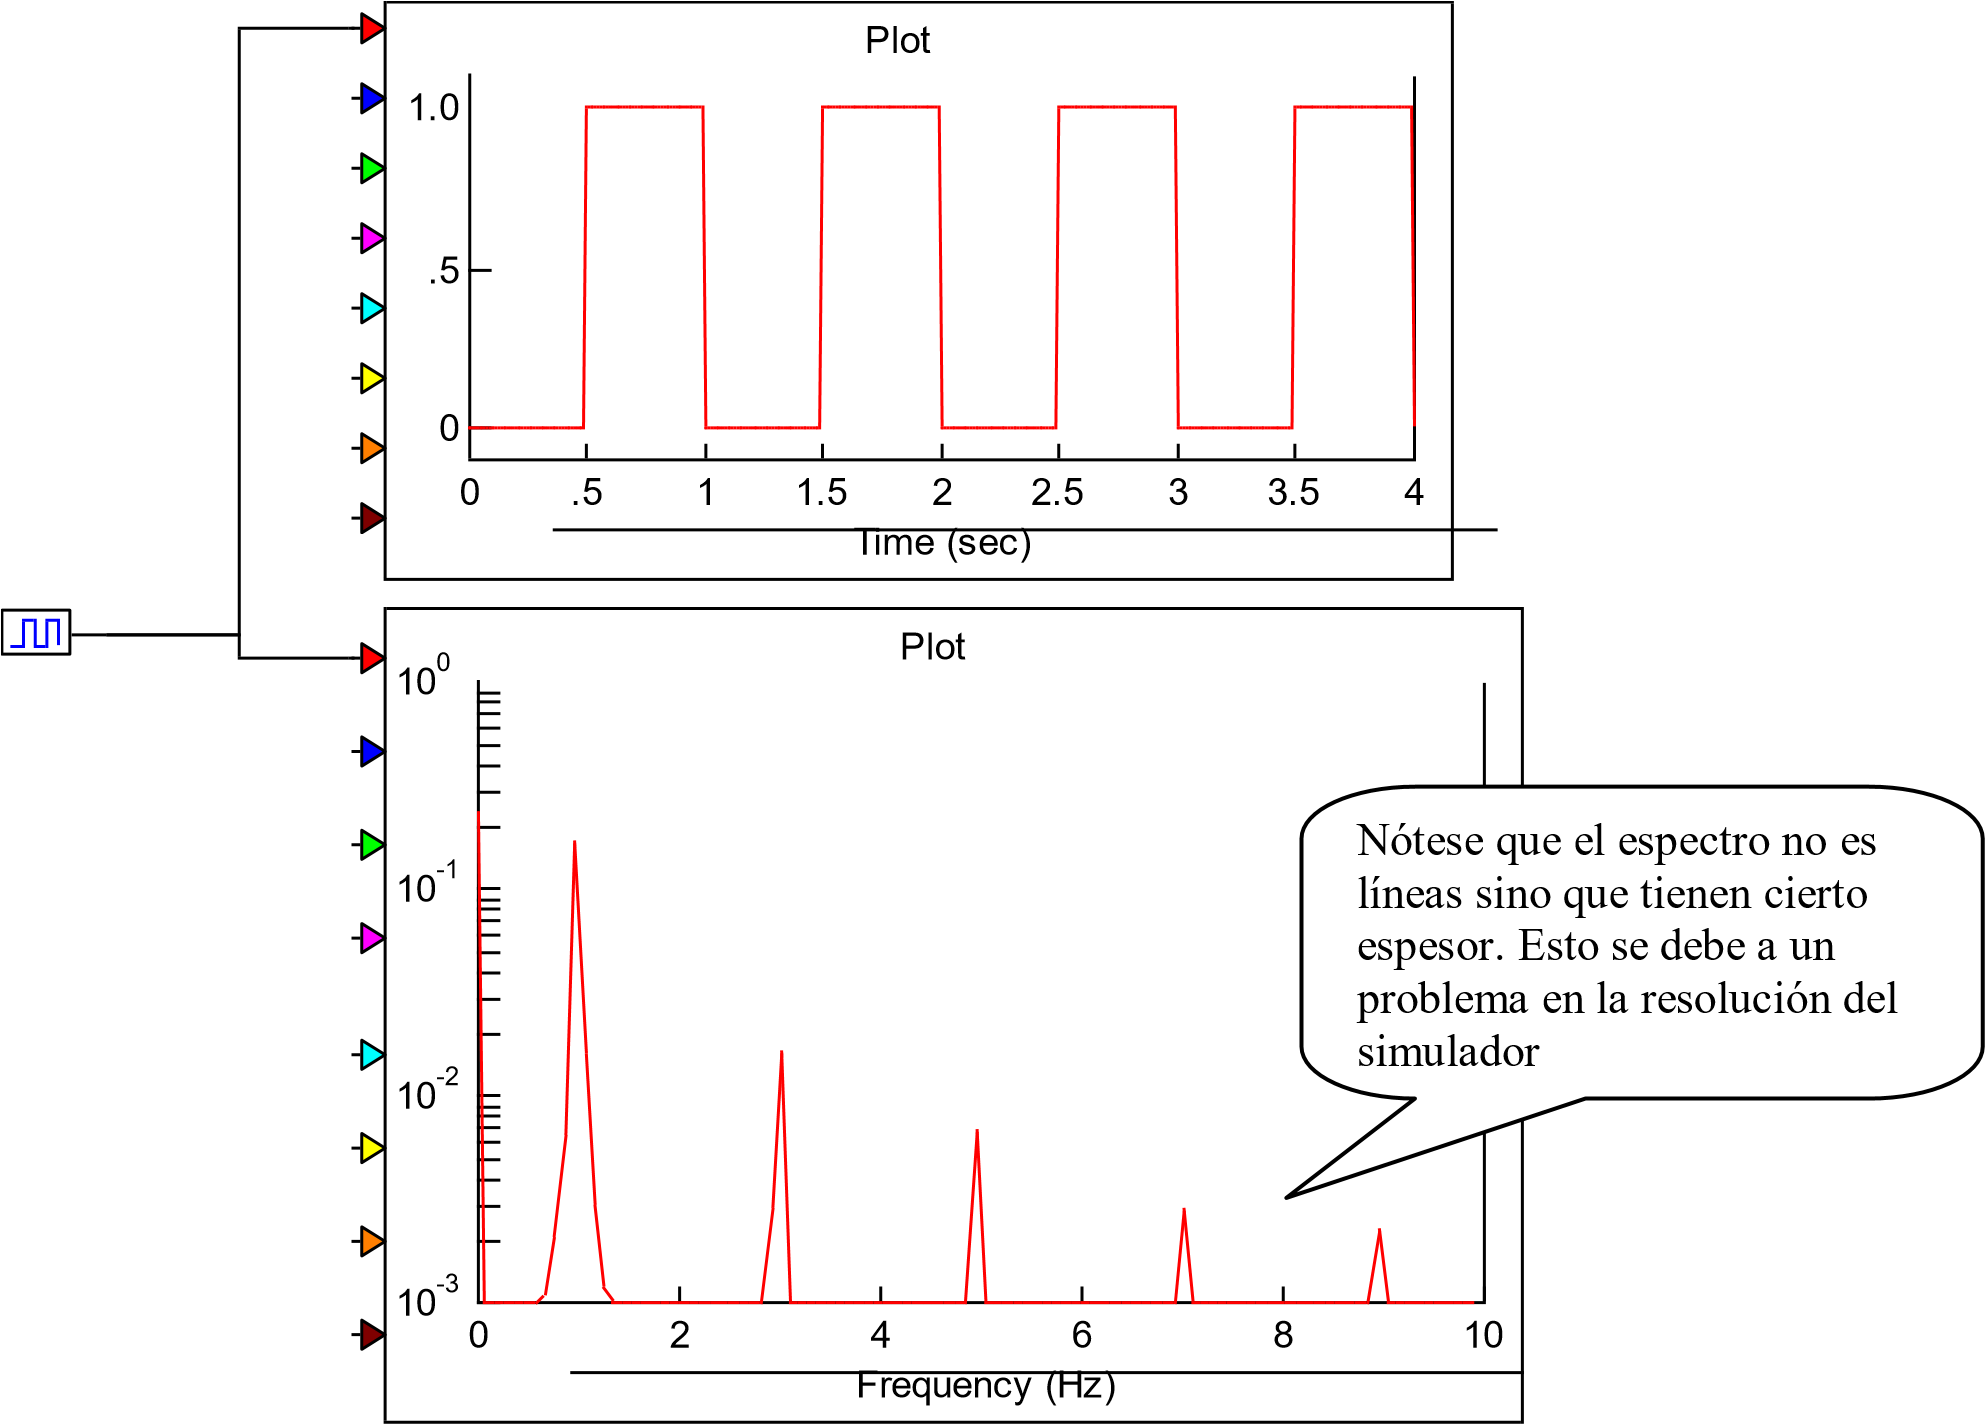 Plot
1.0
.5
0
0 .5 1 1.5 2 2.5 3 3.5 4
Time (sec)
Plot
10^0
10^-1
10^-2
10^-3
0 2 4 6 8 10
Frequency (Hz)
Nótese que el espectro no es
líneas sino que tienen cierto
espesor. Esto se debe a un
problema en la resolución del
simulador